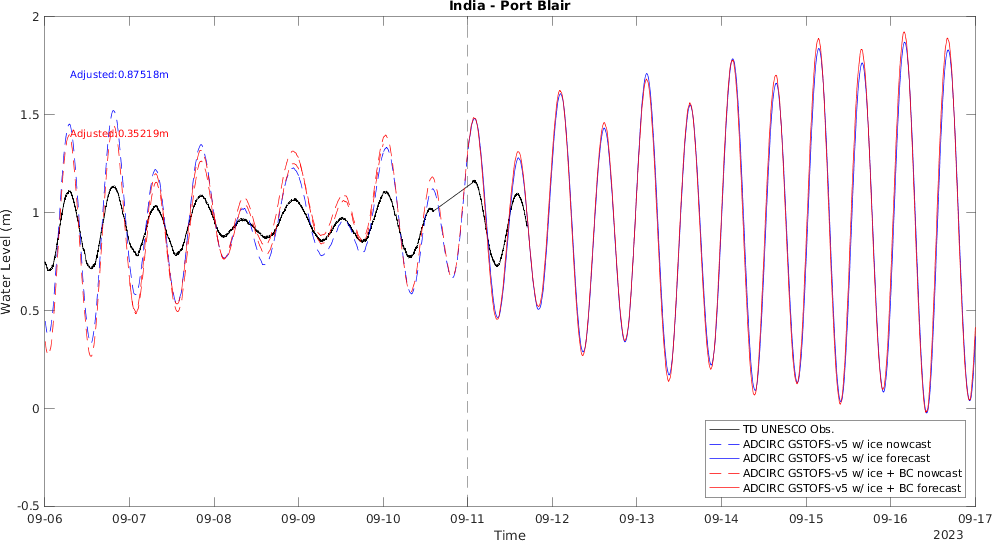 India - Port Blair
Adjusted:0.87518m
Adjusted:0.35219m
Water Level (m)
2
1.5
1
0.5
0
-0.5
TD UNESCO Obs.
ADCIRC GSTOFS-v5 w/ ice nowcast
ADCIRC GSTOFS-v5 w/ ice forecast
ADCIRC GSTOFS-v5 w/ ice + BC nowcast
ADCIRC GSTOFS-v5 w/ ice + BC forecast
09-06 09-07 09-08 09-09 09-10 09-11 09-12 09-13 09-14 09-15 09-16 09-17
Time
2023